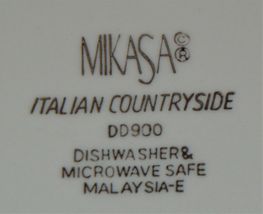 MIKASA©®
ITALIAN COUNTRYSIDE
DD900
DISHWASHER&
MICROWAVE SAFE
MALAYSIA-E